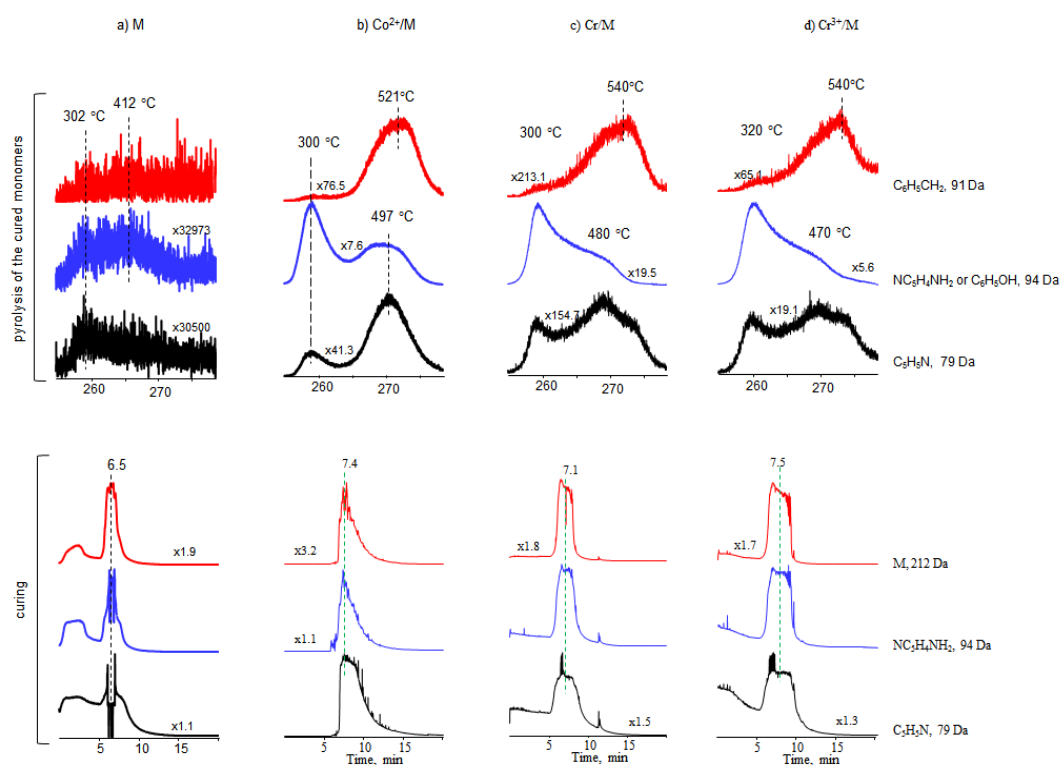 a) M
b) Co²⁺/M
c) Cr/M
d) Cr³⁺/M
pyrolysis of the cured monomers
302 °C
412 °C
x32973
x30500
260
270
300 °C
521°C
x76.5
497 °C
x7.6
x41.3
260
270
540°C
300 °C
x213.1
480 °C
x19.5
x154.7
260
270
540°C
320 °C
x65.1
470 °C
x5.6
x19.1
260
270
C₆H₅CH₂, 91 Da
NC₅H₄NH₂ or C₆H₅OH, 94 Da
C₅H₅N, 79 Da
curing
6.5
x1.9
x1.1
5
10
15
Time, min
7.4
x3.2
x1.1
5
10
15
Time, min
7.1
x1.8
x1.5
5
10
15
Time, min
7.5
x1.7
x1.3
5
10
15
Time, min
M, 212 Da
NC₅H₄NH₂, 94 Da
C₅H₅N, 79 Da